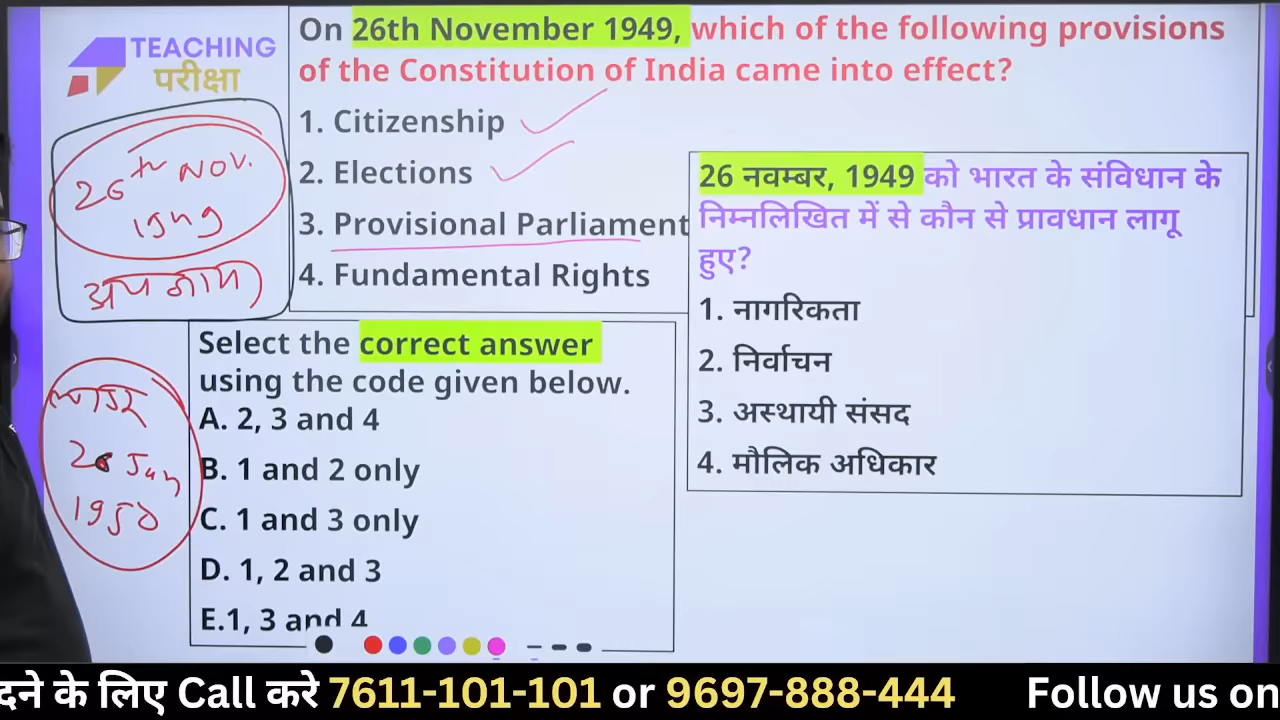 TEACHING
परीक्षा
On 26th November 1949, which of the following provisions
of the Constitution of India came into effect?
1. Citizenship
2. Elections
3. Provisional Parliament
4. Fundamental Rights
26th Nov.
1949
अपनाया
26 Jan
1950
Select the correct answer
using the code given below.
A. 2, 3 and 4
B. 1 and 2 only
C. 1 and 3 only
D. 1, 2 and 3
E.1, 3 and 4
26 नवम्बर, 1949 को भारत के संविधान के
निम्नलिखित में से कौन से प्रावधान लागू
हुए?
1. नागरिकता
2. निर्वाचन
3. अस्थायी संसद
4. मौलिक अधिकार
दने के लिए Call करे 7611-101-101 or 9697-888-444 Follow us on